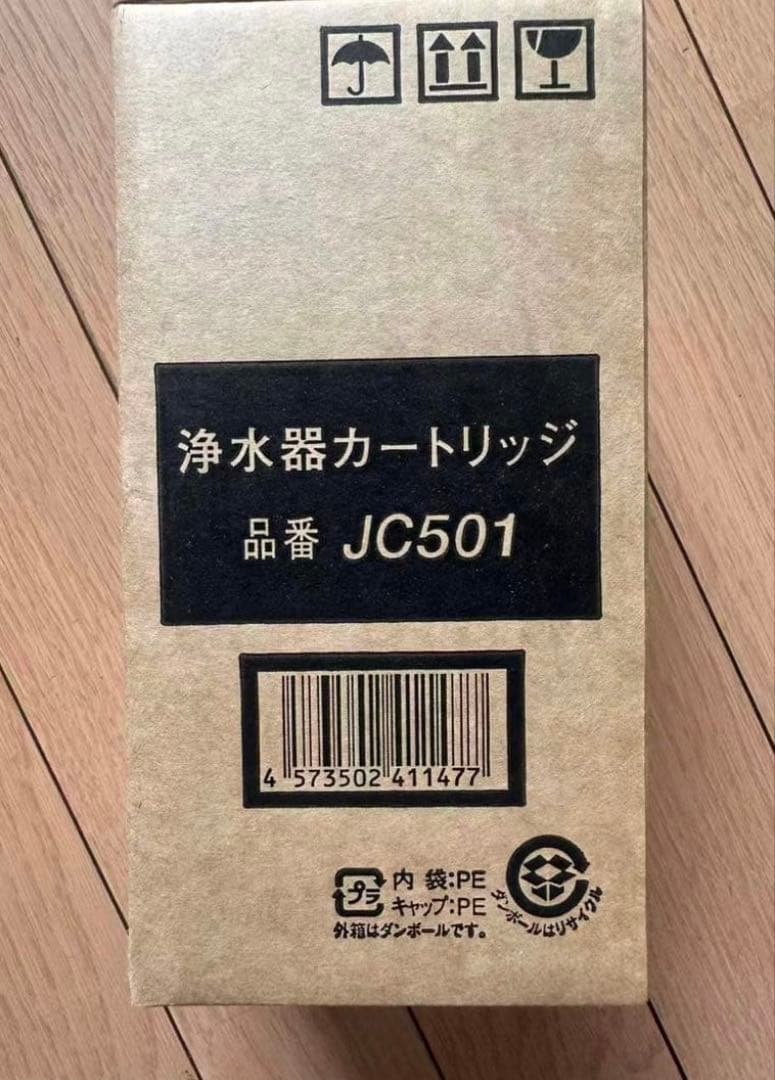 浄水器カートリッジ
品番 JC501
4 573502 411477
プラ
内 袋:PE
キャップ:PE
外箱はダンボールです。
ダンボールはリサイクル